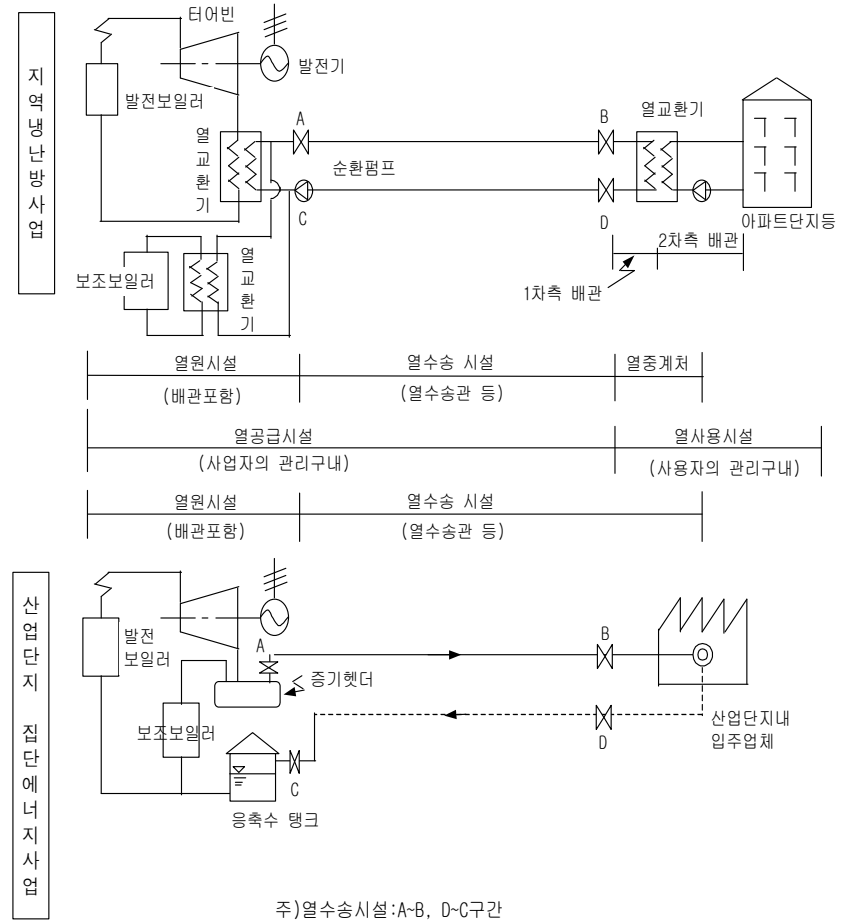 지역냉난방사업
터어빈
발전기
발전보일러
열교환기
A
순환펌프
C
B
열교환기
D
아파트단지등
2차측 배관
1차측 배관
보조보일러
열교환기
열원시설
(배관포함)
열수송 시설
(열수송관 등)
열중계처
열공급시설
(사업자의 관리구내)
열사용시설
(사용자의 관리구내)
열원시설
(배관포함)
열수송 시설
(열수송관 등)
산업단지 집단에너지사업
발전
보일러
A
증기헷더
보조보일러
C
응축수 탱크
B
D
산업단지내
입주업체
주)열수송시설:A~B, D~C구간